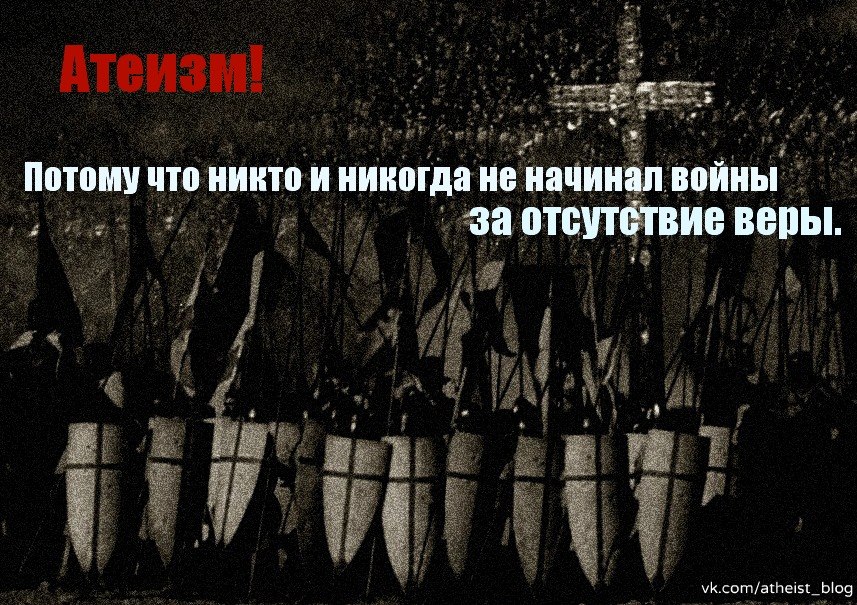 Атеизм!
Потому что никто и никогда не начинал войны
за отсутствие веры.
vk.com/atheist_blog